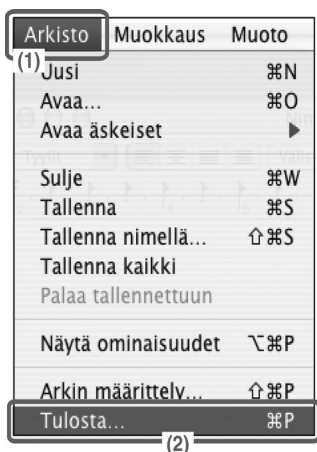 Arkisto Muokkaus Muoto
(1)
Uusi ⌘N
Avaa... ⌘O
Avaa äskeiset ▶
Sulje ⌘W
Tallenna ⌘S
Tallenna nimellä... ⇧⌘S
Tallenna kaikki
Palaa tallennettuun
Näytä ominaisuudet ⌥⌘P
Arkin määrittely... ⇧⌘P
Tulosta... ⌘P
(2)